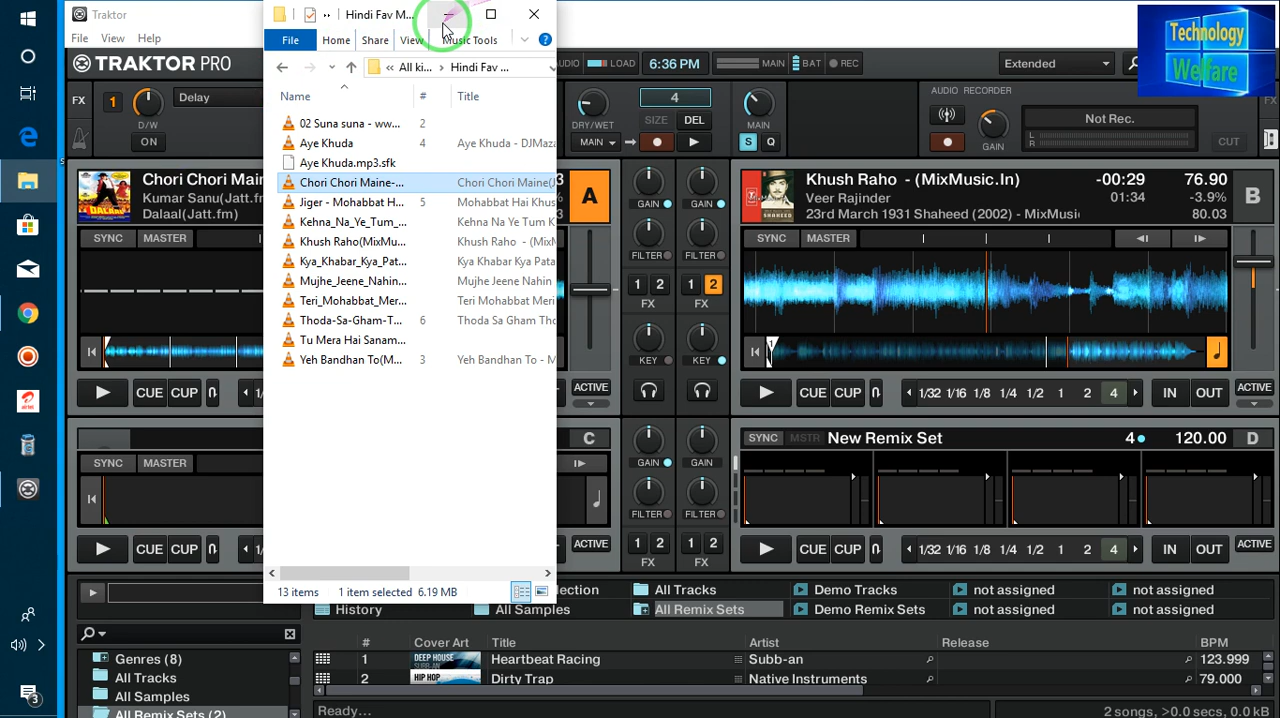 Traktor
File View Help
TRAKTOR PRO
AUDIO
LOAD
6:36 PM
MAIN
BAT
REC
Extended
Technology
Welfare
FX
1
Delay
D/W
ON
DRY/WET
4
SIZE
DEL
MAIN
MAIN
S
Q
AUDIO RECORDER
GAIN
Not Rec.
L
R
CUT
Hindi Fav M...
File Home Share View Music Tools
« All ki... › Hindi Fav ...
Name # Title
02 Suna suna - ww... 2
Aye Khuda 4 Aye Khuda - DJMaza
Aye Khuda.mp3.sfk
Chori Chori Maine-... Chori Chori Maine(J
Jiger - Mohabbat H... 5 Mohabbat Hai Khus
Kehna_Na_Ye_Tum_... Kehna Na Ye Tum K
Khush Raho(MixMu... Khush Raho - (MixM
Kya_Khabar_Kya_Pat... Kya Khabar Kya Pata
Mujhe_Jeene_Nahin... Mujhe Jeene Nahin
Teri_Mohabbat_Mer... Teri Mohabbat Meri
Thoda-Sa-Gham-T... 6 Thoda Sa Gham Tho
Tu Mera Hai Sanam...
Yeh Bandhan To(M... 3 Yeh Bandhan To - M
13 items 1 item selected 6.19 MB
Chori Chori Mai
Kumar Sanu(Jatt.fm)
Dalaal(Jatt.fm)
SYNC MASTER
A
GAIN GAIN
FILTER FILTER
1 2 1 2
FX FX
KEY KEY
Khush Raho - (MixMusic.In) -00:29 76.90
Veer Rajinder 01:34 -3.9%
23rd March 1931 Shaheed (2002) - MixMusic 80.03
B
SYNC MASTER
1
CUE CUP
ACTIVE
CUE CUP 1/32 1/16 1/8 1/4 1/2 1 2 4 IN OUT
ACTIVE
SYNC MASTER
C
GAIN GAIN
FILTER FILTER
1 2 1 2
FX FX
SYNC MSTR New Remix Set 4 120.00 D
CUE CUP
ACTIVE
CUE CUP 1/32 1/16 1/8 1/4 1/2 1 2 4 IN OUT
ACTIVE
All Tracks Demo Tracks not assigned not assigned
History All Samples All Remix Sets Demo Remix Sets not assigned not assigned
Genres (8)
All Tracks
All Samples
All Remix Sets (2)
# Cover Art Title Artist Release BPM
1 DEEP HOUSE SUBB-AN Heartbeat Racing Subb-an 123.999
2 HIP HOP Dirty Trap Native Instruments 79.000
Ready...
2 songs, >0.0 secs, 0.0 kB
airtel
3